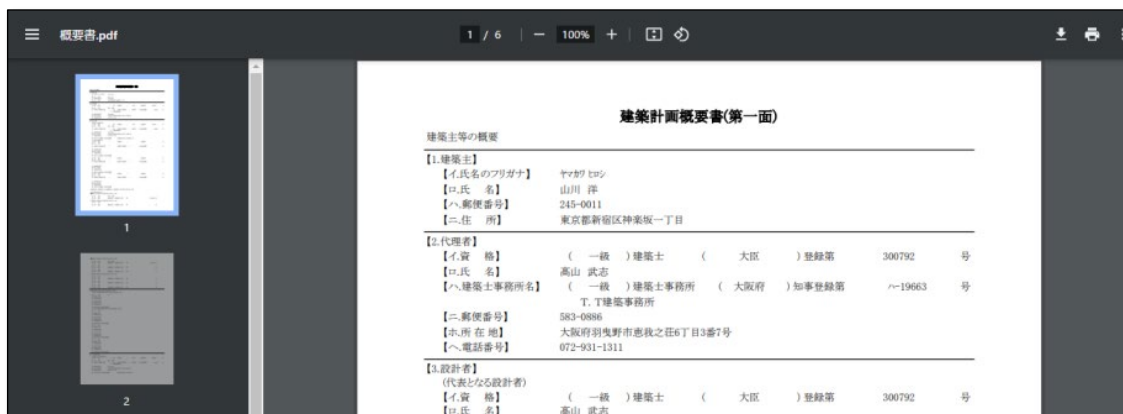 概要書.pdf
1 / 6
100%
1
2
建築計画概要書(第一面)
建築主等の概要
【1.建築主】
【イ.氏名のフリガナ】 ヤマカワ ヒロシ
【ロ.氏 名】 山川 洋
【ハ.郵便番号】 245-0011
【ニ.住 所】 東京都新宿区神楽坂一丁目
【2.代理者】
【イ.資 格】 ( 一級 )建築士 ( 大臣 )登録第 300792 号
【ロ.氏 名】 髙山 武志
【ハ.建築士事務所名】 ( 一級 )建築士事務所 ( 大阪府 )知事登録第 ハ-19663 号
T.T建築事務所
【ニ.郵便番号】 583-0886
【ホ.所 在 地】 大阪府羽曳野市恵我之荘6丁目3番7号
【ヘ.電話番号】 072-931-1311
【3.設計者】
(代表となる設計者)
【イ.資 格】 ( 一級 )建築士 ( 大臣 )登録第 300792 号
【ロ.氏 名】 髙山 武志